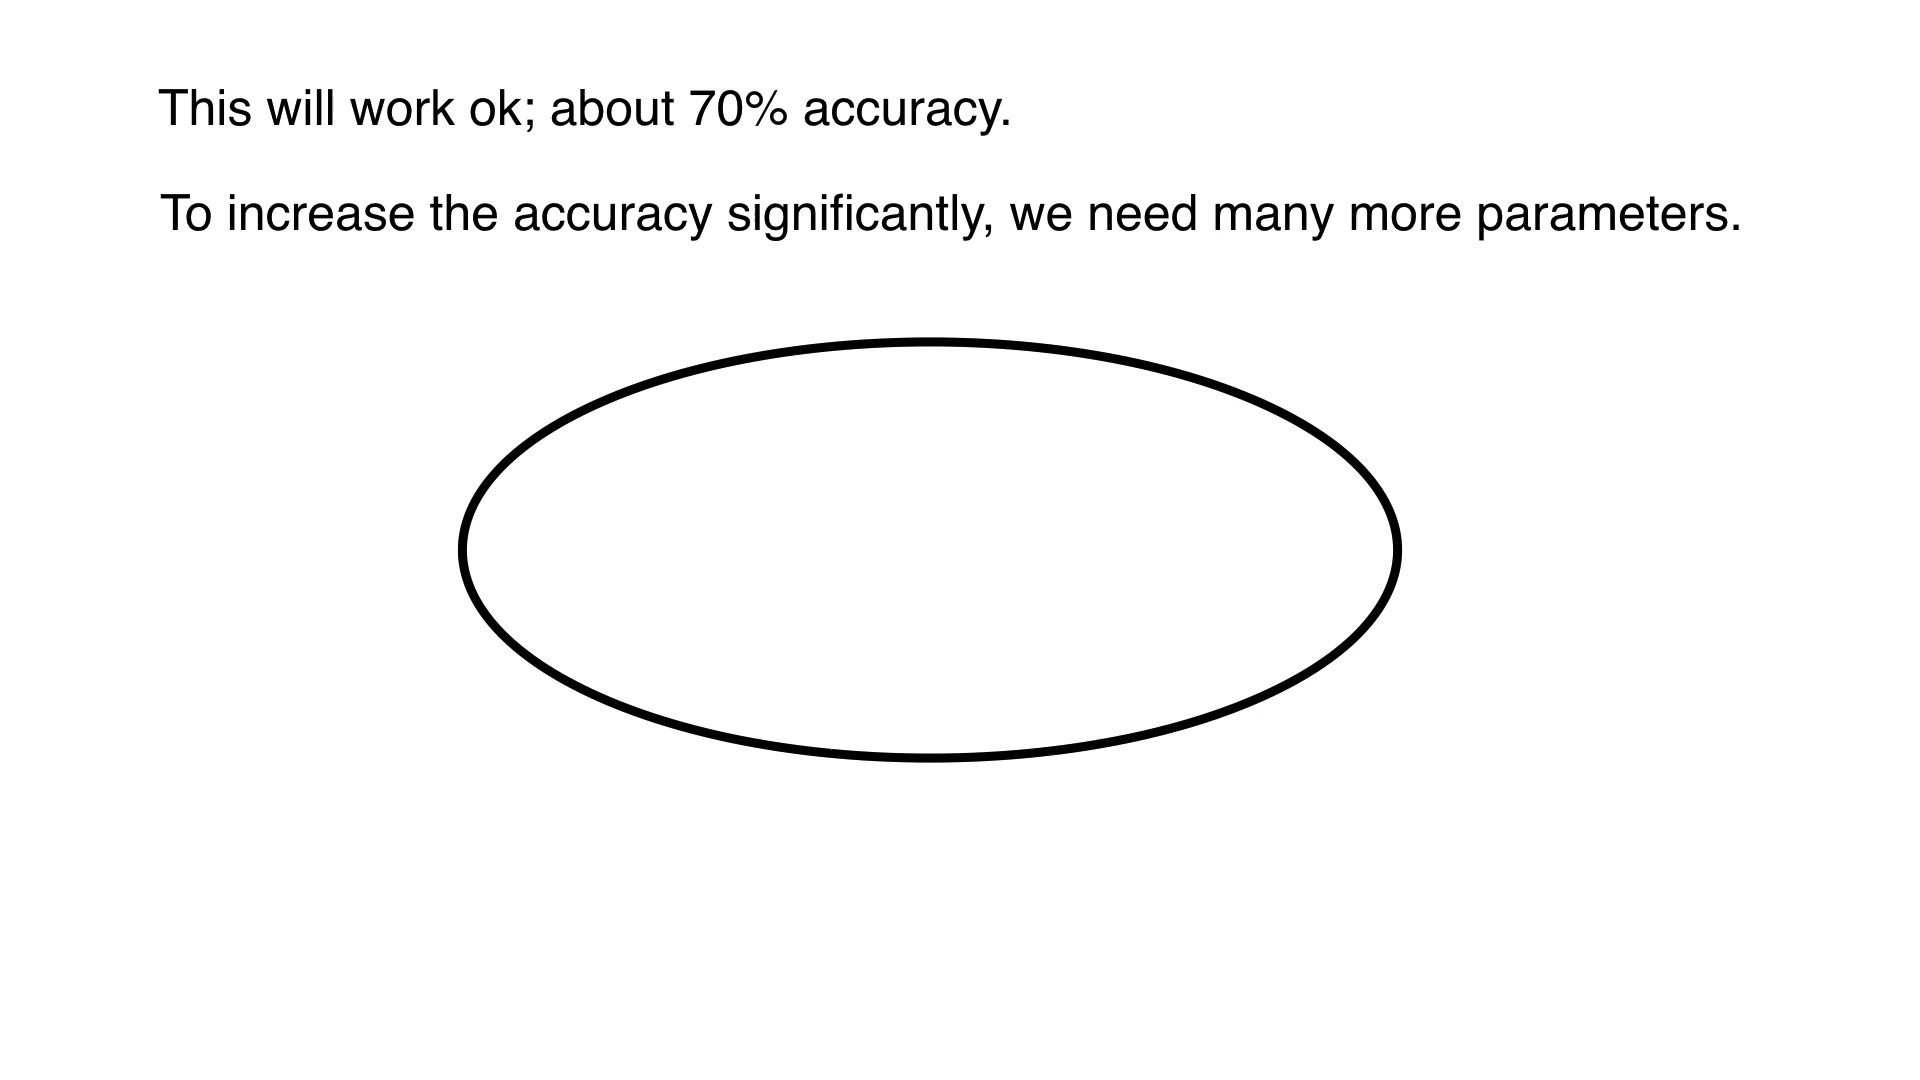 This will work ok; about 70% accuracy.
To increase the accuracy significantly, we need many more parameters.